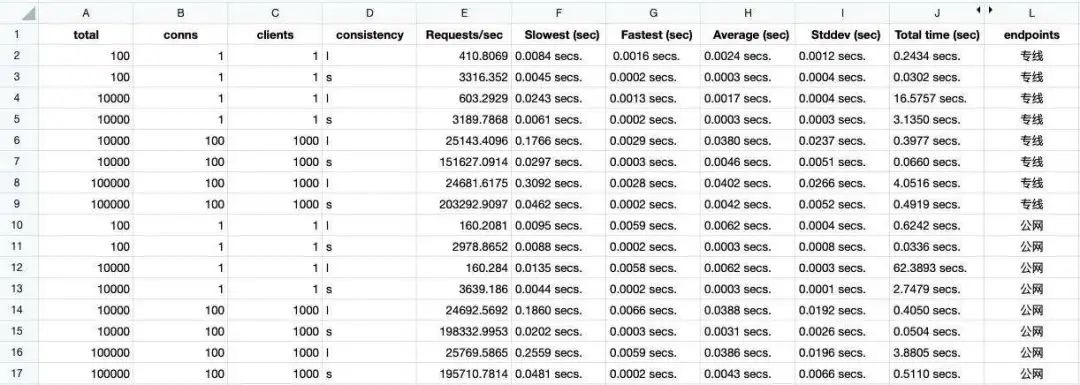 A B C D E F G H I J L
1 total conns clients consistency Requests/sec Slowest (sec) Fastest (sec) Average (sec) Stddev (sec) Total time (sec) endpoints
2 100 1 1 l 410.8069 0.0084 secs. 0.0016 secs. 0.0024 secs. 0.0012 secs. 0.2434 secs. 专线
3 100 1 1 s 3316.352 0.0045 secs. 0.0002 secs. 0.0003 secs. 0.0004 secs. 0.0302 secs. 专线
4 10000 1 1 l 603.2929 0.0243 secs. 0.0013 secs. 0.0017 secs. 0.0004 secs. 16.5757 secs. 专线
5 10000 1 1 s 3189.7868 0.0061 secs. 0.0002 secs. 0.0003 secs. 0.0003 secs. 3.1350 secs. 专线
6 10000 100 1000 l 25143.4096 0.1766 secs. 0.0029 secs. 0.0380 secs. 0.0237 secs. 0.3977 secs. 专线
7 10000 100 1000 s 151627.0914 0.0297 secs. 0.0003 secs. 0.0046 secs. 0.0051 secs. 0.0660 secs. 专线
8 100000 100 1000 l 24681.6175 0.3092 secs. 0.0028 secs. 0.0402 secs. 0.0266 secs. 4.0516 secs. 专线
9 100000 100 1000 s 203292.9097 0.0462 secs. 0.0002 secs. 0.0042 secs. 0.0052 secs. 0.4919 secs. 专线
10 100 1 1 l 160.2081 0.0095 secs. 0.0059 secs. 0.0062 secs. 0.0004 secs. 0.6242 secs. 公网
11 100 1 1 s 2978.8652 0.0088 secs. 0.0002 secs. 0.0003 secs. 0.0008 secs. 0.0336 secs. 公网
12 10000 1 1 l 160.284 0.0135 secs. 0.0058 secs. 0.0062 secs. 0.0003 secs. 62.3893 secs. 公网
13 10000 1 1 s 3639.186 0.0044 secs. 0.0002 secs. 0.0003 secs. 0.0001 secs. 2.7479 secs. 公网
14 10000 100 1000 l 24692.5692 0.1860 secs. 0.0066 secs. 0.0388 secs. 0.0192 secs. 0.4050 secs. 公网
15 10000 100 1000 s 198332.9953 0.0202 secs. 0.0003 secs. 0.0031 secs. 0.0026 secs. 0.0504 secs. 公网
16 100000 100 1000 l 25769.5865 0.2559 secs. 0.0059 secs. 0.0386 secs. 0.0196 secs. 3.8805 secs. 公网
17 100000 100 1000 s 195710.7814 0.0481 secs. 0.0002 secs. 0.0043 secs. 0.0066 secs. 0.5110 secs. 公网